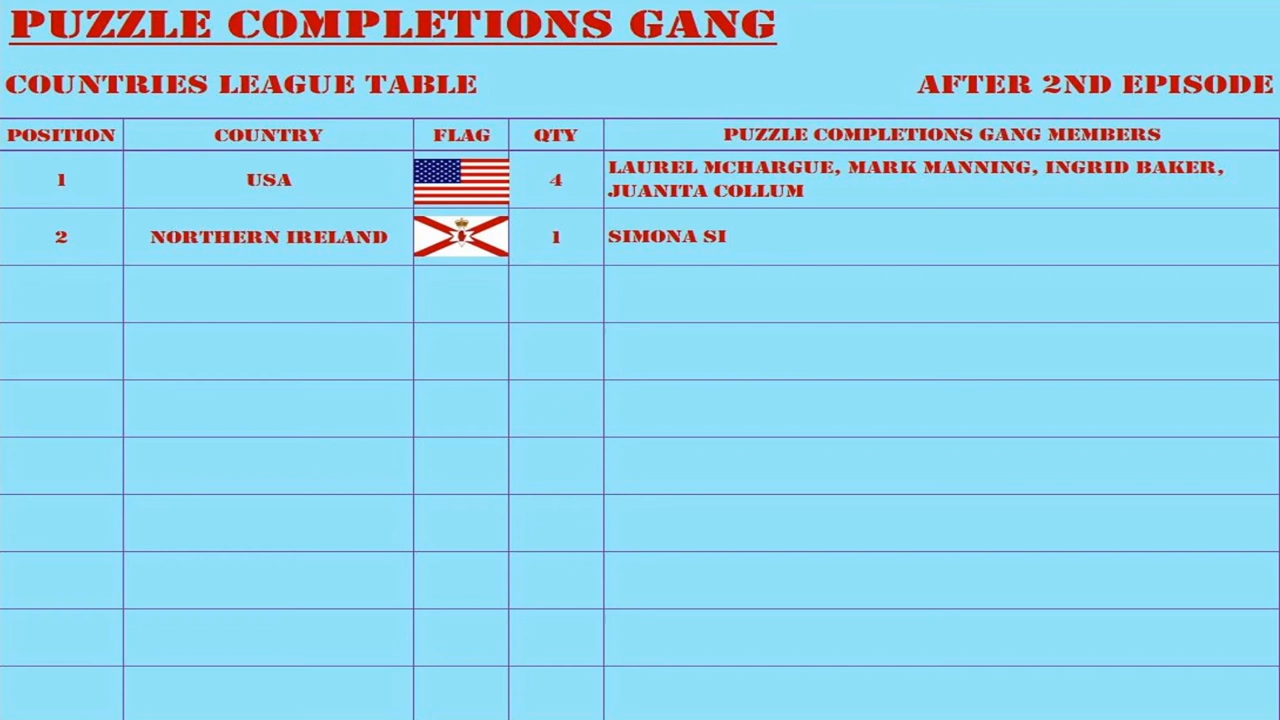 PUZZLE COMPLETIONS GANG
COUNTRIES LEAGUE TABLE AFTER 2ND EPISODE
POSITION COUNTRY FLAG QTY PUZZLE COMPLETIONS GANG MEMBERS
1 USA 4 LAUREL MCHARGUE, MARK MANNING, INGRID BAKER,
JUANITA COLLUM
2 NORTHERN IRELAND 1 SIMONA SI